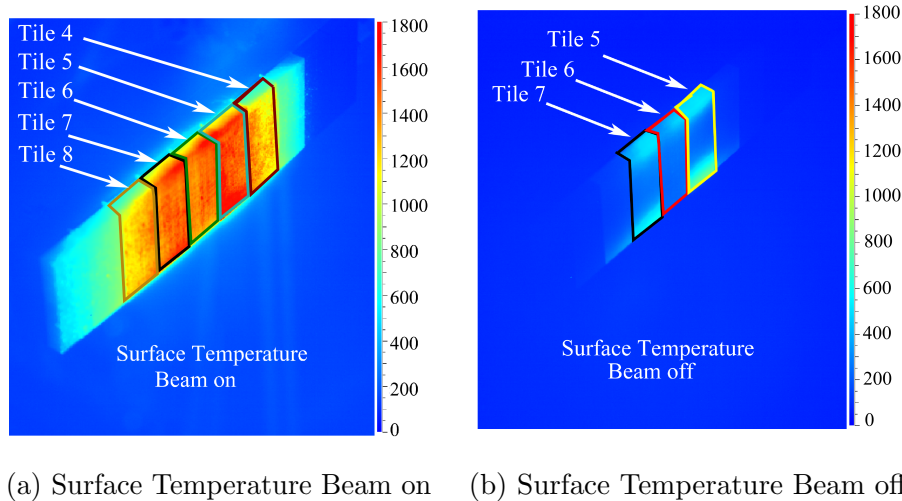 Tile 4
Tile 5
Tile 6
Tile 7
Tile 8
Surface Temperature
Beam on
1800
1600
1400
1200
1000
800
600
400
200
0
Tile 5
Tile 6
Tile 7
Surface Temperature
Beam off
1800
1600
1400
1200
1000
800
600
400
200
0
(a) Surface Temperature Beam on
(b) Surface Temperature Beam off